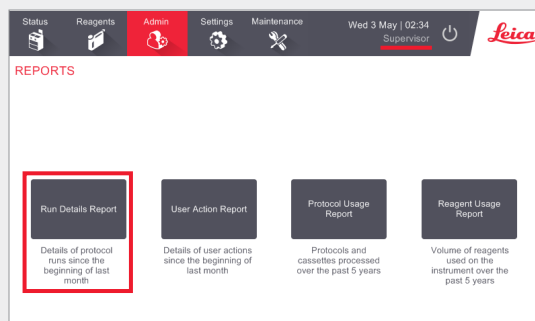 Status Reagents Admin Settings Maintenance
Wed 3 May | 02:34
Supervisor
Leica
REPORTS
Run Details Report
User Action Report
Protocol Usage
Report
Reagent Usage
Report
Details of protocol
runs since the
beginning of last
month
Details of user actions
since the beginning of
last month
Protocols and
cassettes processed
over the past 5 years
Volume of reagents
used on the
instrument over the
past 5 years